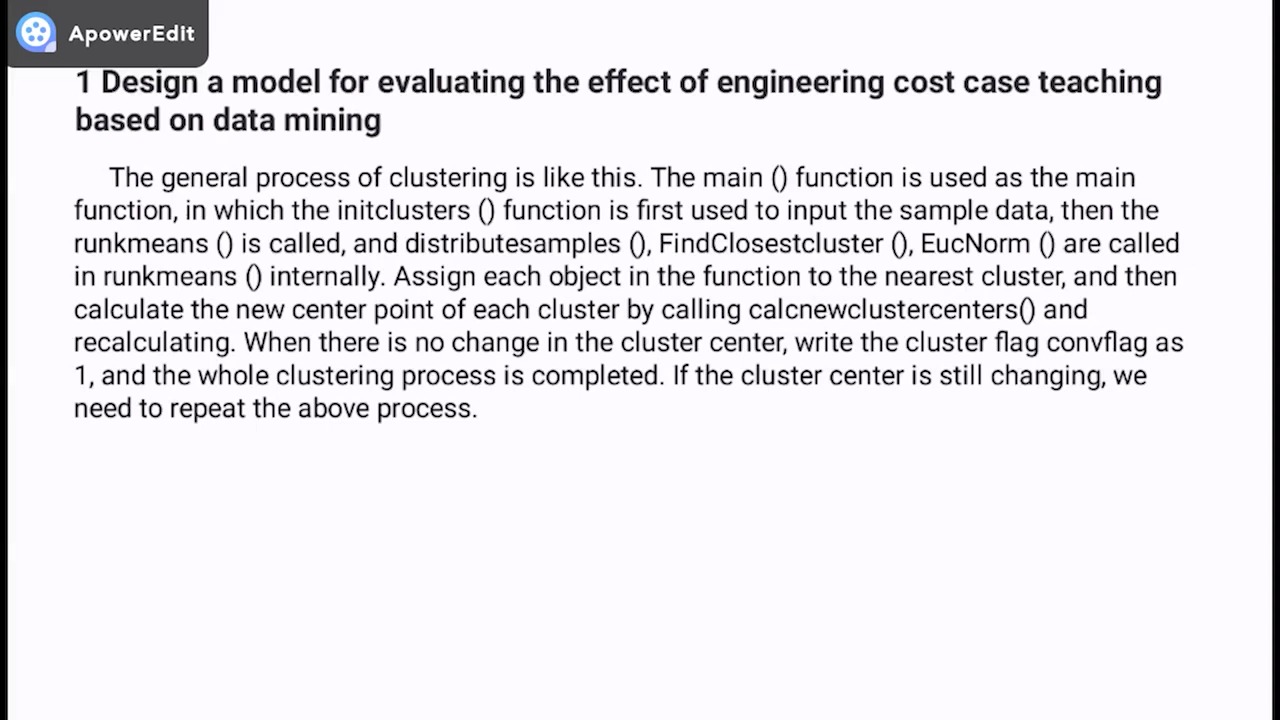 ApowerEdit
1 Design a model for evaluating the effect of engineering cost case teaching
based on data mining
The general process of clustering is like this. The main () function is used as the main
function, in which the initclusters () function is first used to input the sample data, then the
runkmeans () is called, and distributesamples (), FindClosestcluster (), EucNorm () are called
in runkmeans () internally. Assign each object in the function to the nearest cluster, and then
calculate the new center point of each cluster by calling calcnewclustercenters() and
recalculating. When there is no change in the cluster center, write the cluster flag convflag as
1, and the whole clustering process is completed. If the cluster center is still changing, we
need to repeat the above process.